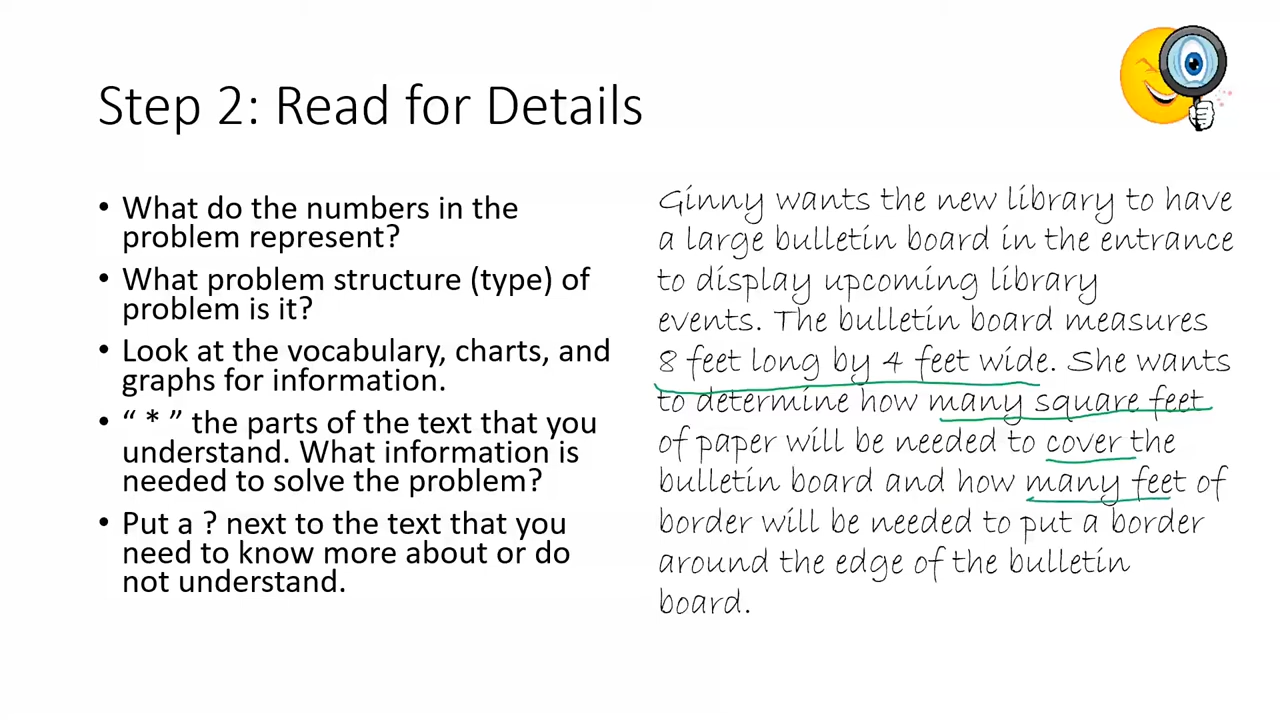 Step 2: Read for Details
• What do the numbers in the
problem represent?
• What problem structure (type) of
problem is it?
• Look at the vocabulary, charts, and
graphs for information.
• “ * ” the parts of the text that you
understand. What information is
needed to solve the problem?
• Put a ? next to the text that you
need to know more about or do
not understand.
Ginny wants the new library to have
a large bulletin board in the entrance
to display upcoming library
events. The bulletin board measures
8 feet long by 4 feet wide. She wants
to determine how many square feet
of paper will be needed to cover the
bulletin board and how many feet of
border will be needed to put a border
around the edge of the bulletin
board.